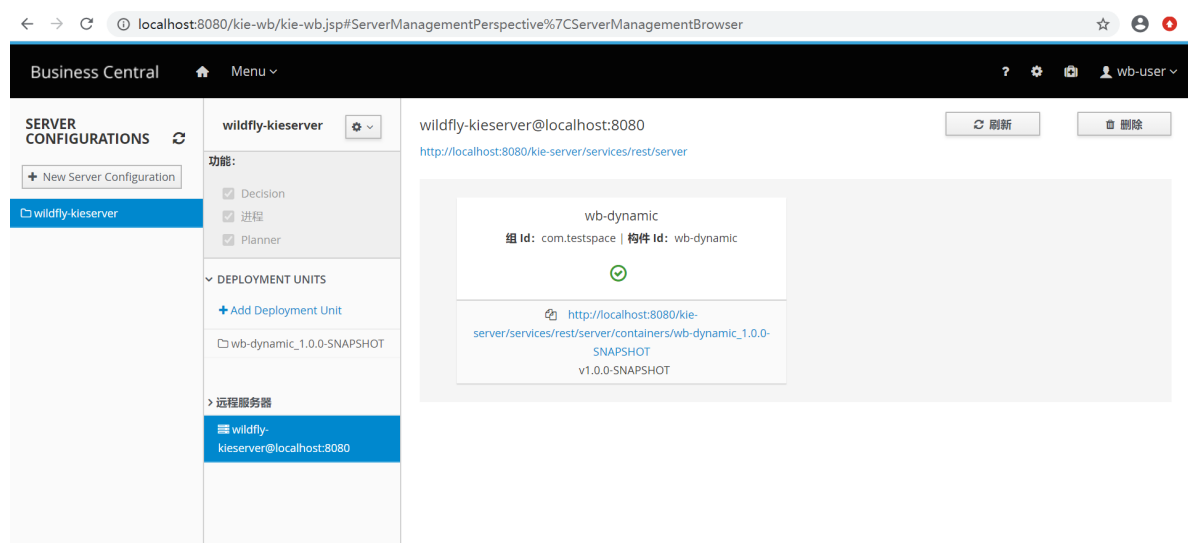 localhost:8080/kie-wb/kie-wb.jsp#ServerManagementPerspective%7CServerManagementBrowser
Business Central
Menu
?
wb-user
SERVER
CONFIGURATIONS
+ New Server Configuration
wildfly-kieserver
wildfly-kieserver
功能：
Decision
进程
Planner
DEPLOYMENT UNITS
+ Add Deployment Unit
wb-dynamic_1.0.0-SNAPSHOT
远程服务器
wildfly-
kieserver@localhost:8080
wildfly-kieserver@localhost:8080
刷新
删除
http://localhost:8080/kie-server/services/rest/server
wb-dynamic
组 Id： com.testspace | 构件 Id： wb-dynamic
http://localhost:8080/kie-
server/services/rest/server/containers/wb-dynamic_1.0.0-
SNAPSHOT
v1.0.0-SNAPSHOT